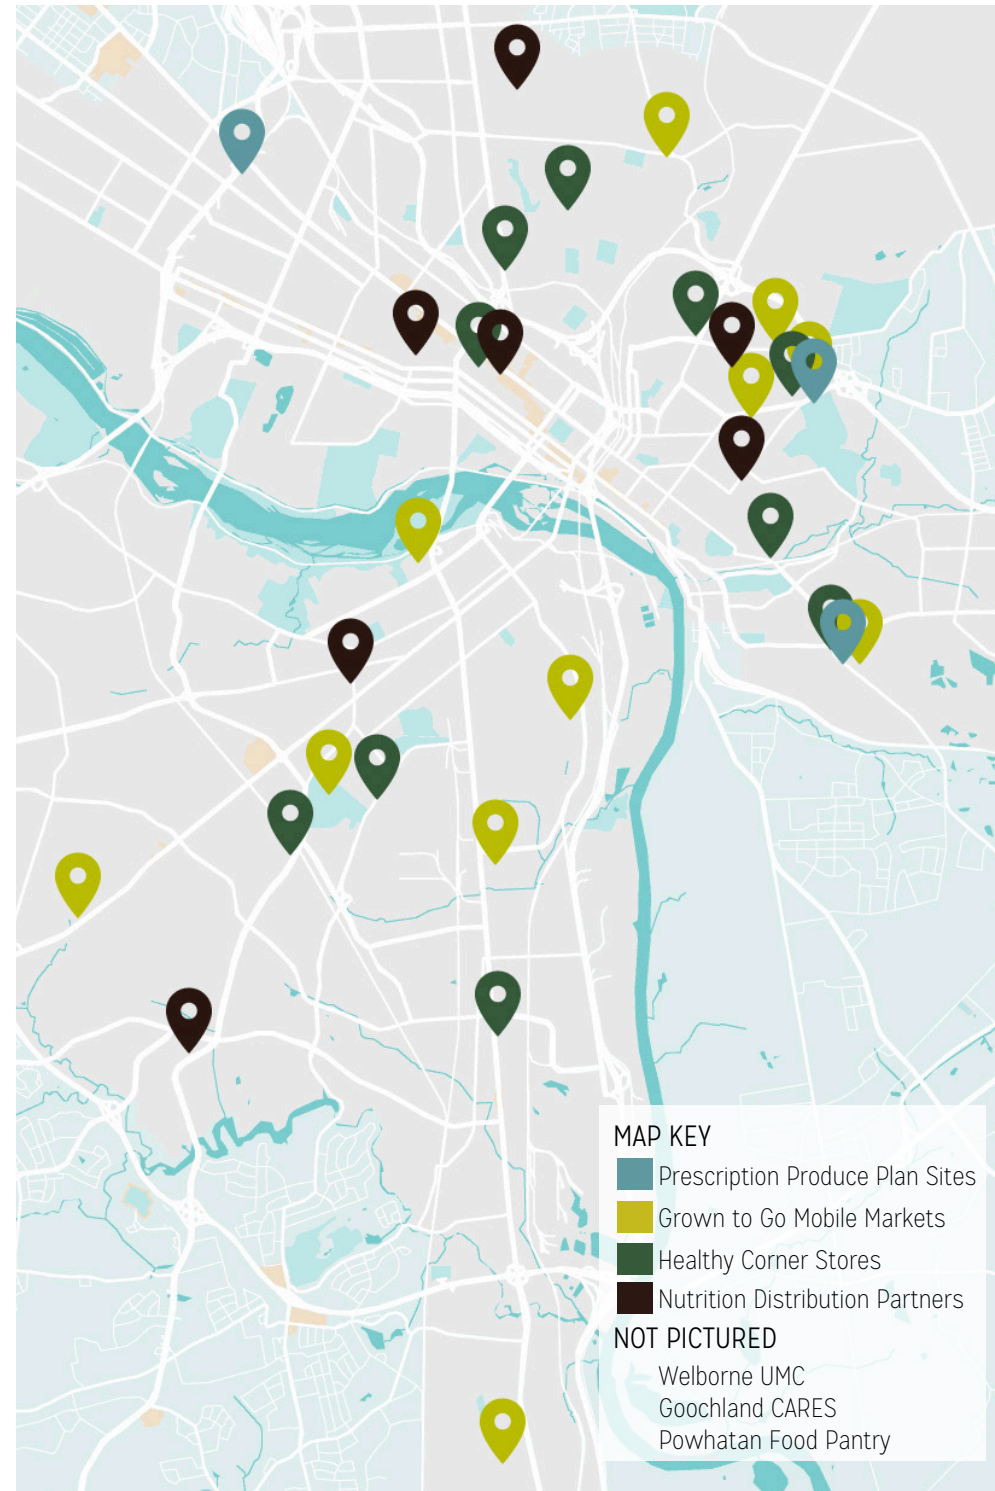 MAP KEY
Prescription Produce Plan Sites
Grown to Go Mobile Markets
Healthy Corner Stores
Nutrition Distribution Partners
NOT PICTURED
Welborne UMC
Goochland CARES
Powhatan Food Pantry